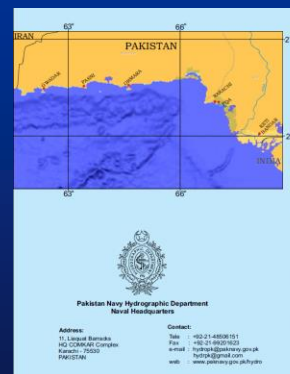 63° 66°
IRAN
PAKISTAN
GWADAR
PASNI
ORMARA
KARACHI
INDIA
63° 66°
Pakistan Navy Hydrographic Department
Naval Headquarters
Address:
11, Liaquat Barracks
HQ COMKAR Complex
Karachi - 75530
PAKISTAN
Contact:
Tele : +92-21-48506151
Fax : +92-21-99201623
e-mail : hydropk@paknavy.gov.pk
hydrpk@gmail.com
web : www.paknavy.gov.pk/hydro